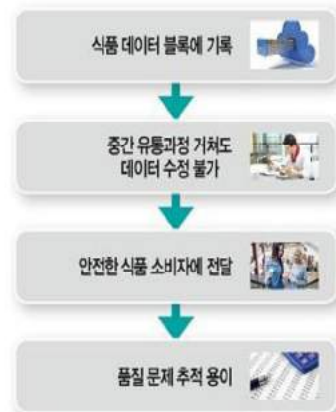 식품 데이터 블록에 기록
중간 유통과정 거쳐도
데이터 수정 불가
안전한 식품 소비자에 전달
품질 문제 추적 용이